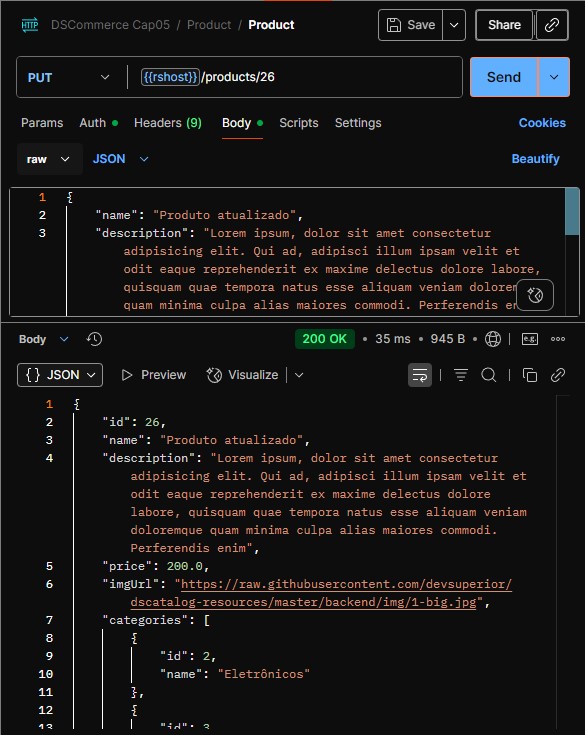 HTTP DSCommerce Cap05 / Product / Product Save Share
PUT {{rshost}}/products/26 Send
Params Auth Headers (9) Body Scripts Settings Cookies
raw JSON Beautify
1 {
2 "name": "Produto atualizado",
3 "description": "Lorem ipsum, dolor sit amet consectetur
adipisicing elit. Qui ad, adipisci illum ipsam velit et
odit eaque reprehenderit ex maxime delectus dolore labore,
quisquam quae tempora natus esse aliquam veniam
quam minima culpa alias maiores commodi. Perferendis
Body 200 OK • 35 ms • 945 B • e.g.
{} JSON Preview Visualize
1 {
2 "id": 26,
3 "name": "Produto atualizado",
4 "description": "Lorem ipsum, dolor sit amet consectetur
adipisicing elit. Qui ad, adipisci illum ipsam velit et
odit eaque reprehenderit ex maxime delectus dolore
labore, quisquam quae tempora natus esse aliquam veniam
doloremque quam minima culpa alias maiores commodi.
Perferendis enim",
5 "price": 200.0,
6 "imgUrl": "https://raw.githubusercontent.com/devsuperior/
dscatalog-resources/master/backend/img/1-big.jpg",
7 "categories": [
8 {
9 "id": 2,
10 "name": "Eletrônicos"
11 },
12 {
13 "id": 3,